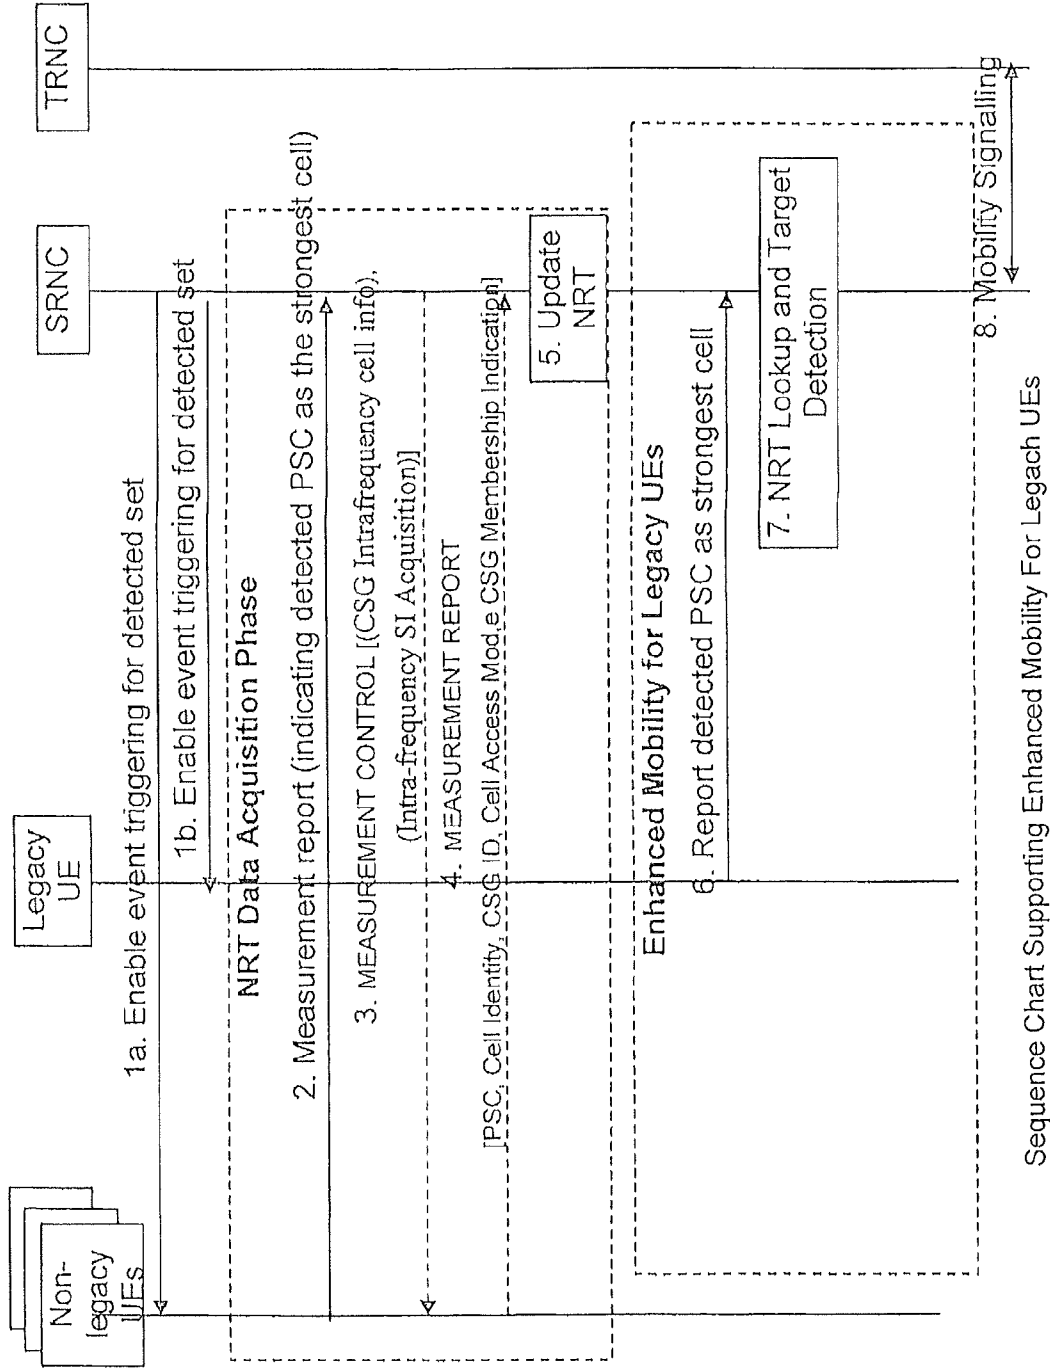 Non-
legacy
UEs
Legacy
UE
SRNC
TRNC
1a. Enable event triggering for detected set
1b. Enable event triggering for detected set
NRT Data Acquisition Phase
2. Measurement report (indicating detected PSC as the strongest cell)
3. MEASUREMENT CONTROL [(CSG Intrafrequency cell info),
(Intra-frequency SI Acquisition)]
4. MEASUREMENT REPORT
[PSC, Cell Identity, CSG ID, Cell Access Mod,e CSG Membership Indication]
5. Update
NRT
Enhanced Mobility for Legacy UEs
6. Report detected PSC as strongest cell
7. NRT Lookup and Target
Detection
8. Mobility Signalling
Sequence Chart Supporting Enhanced Mobility For Legach UEs